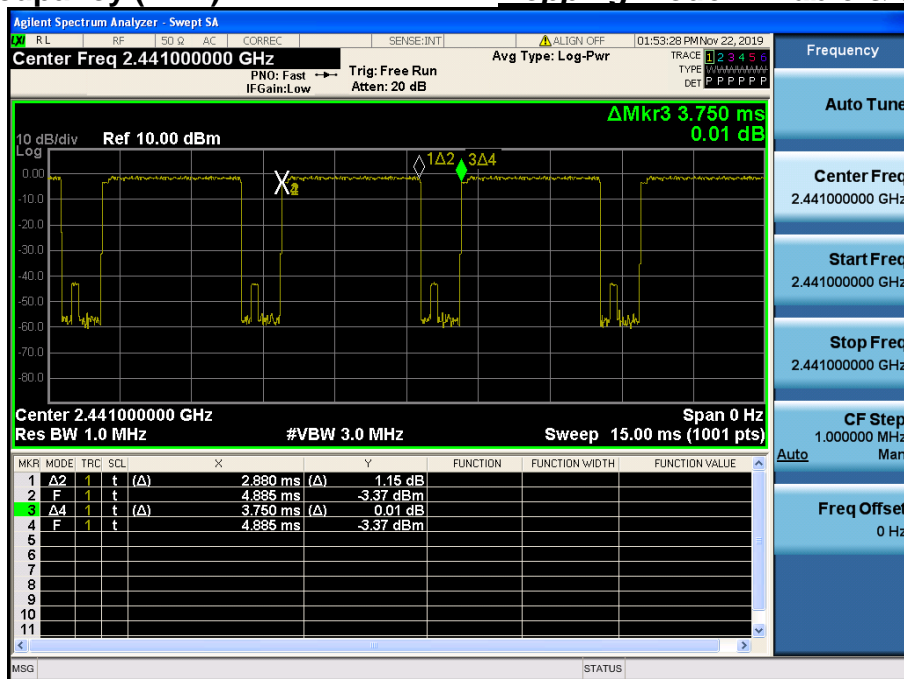 Agilent Spectrum Analyzer - Swept SA
LXI RL RF 50 Ω AC CORREC SENSE:INT ALIGN OFF 01:53:28 PM Nov 22, 2019
Center Freq 2.441000000 GHz
PNO: Fast
IFGain:Low
Trig: Free Run
Atten: 20 dB
Avg Type: Log-Pwr
TRACE 1 2 3 4 5 6
TYPE
DET P P P P P P
ΔMkr3 3.750 ms
0.01 dB
10 dB/div Ref 10.00 dBm
Log
1Δ2 3Δ4
0.00
2
-10.0
-20.0
-30.0
-40.0
-50.0
-60.0
-70.0
-80.0
Center 2.441000000 GHz Span 0 Hz
Res BW 1.0 MHz #VBW 3.0 MHz Sweep 15.00 ms (1001 pts)
MKR MODE TRC SCL X Y FUNCTION FUNCTION WIDTH FUNCTION VALUE
1 Δ2 1 t (Δ) 2.880 ms (Δ) 1.15 dB
2 F 1 t 4.885 ms -3.37 dBm
3 Δ4 1 t (Δ) 3.750 ms (Δ) 0.01 dB
4 F 1 t 4.885 ms -3.37 dBm
5
6
7
8
9
10
11
MSG STATUS
Frequency
Auto Tune
Center Freq
2.441000000 GHz
Start Freq
2.441000000 GHz
Stop Freq
2.441000000 GHz
CF Step
1.000000 MHz
Auto Man
Freq Offset
0 Hz